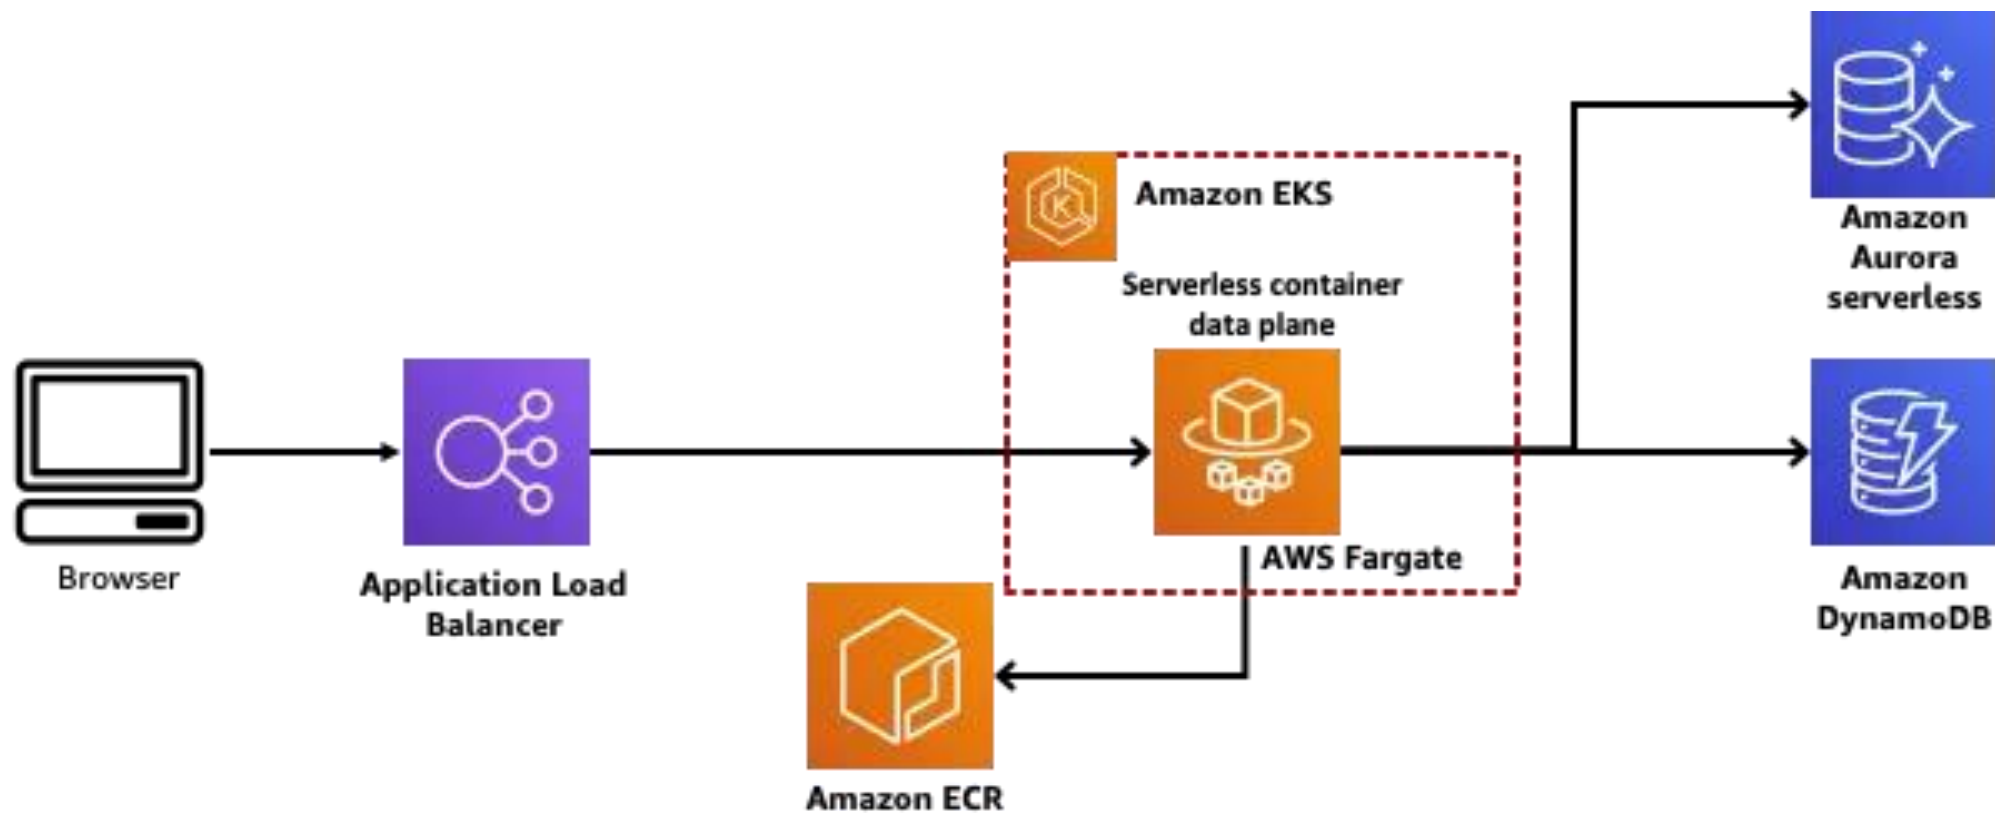 Amazon EKS
Serverless container
data plane
AWS Fargate
Browser
Application Load
Balancer
Amazon ECR
Amazon
Aurora
serverless
Amazon
DynamoDB